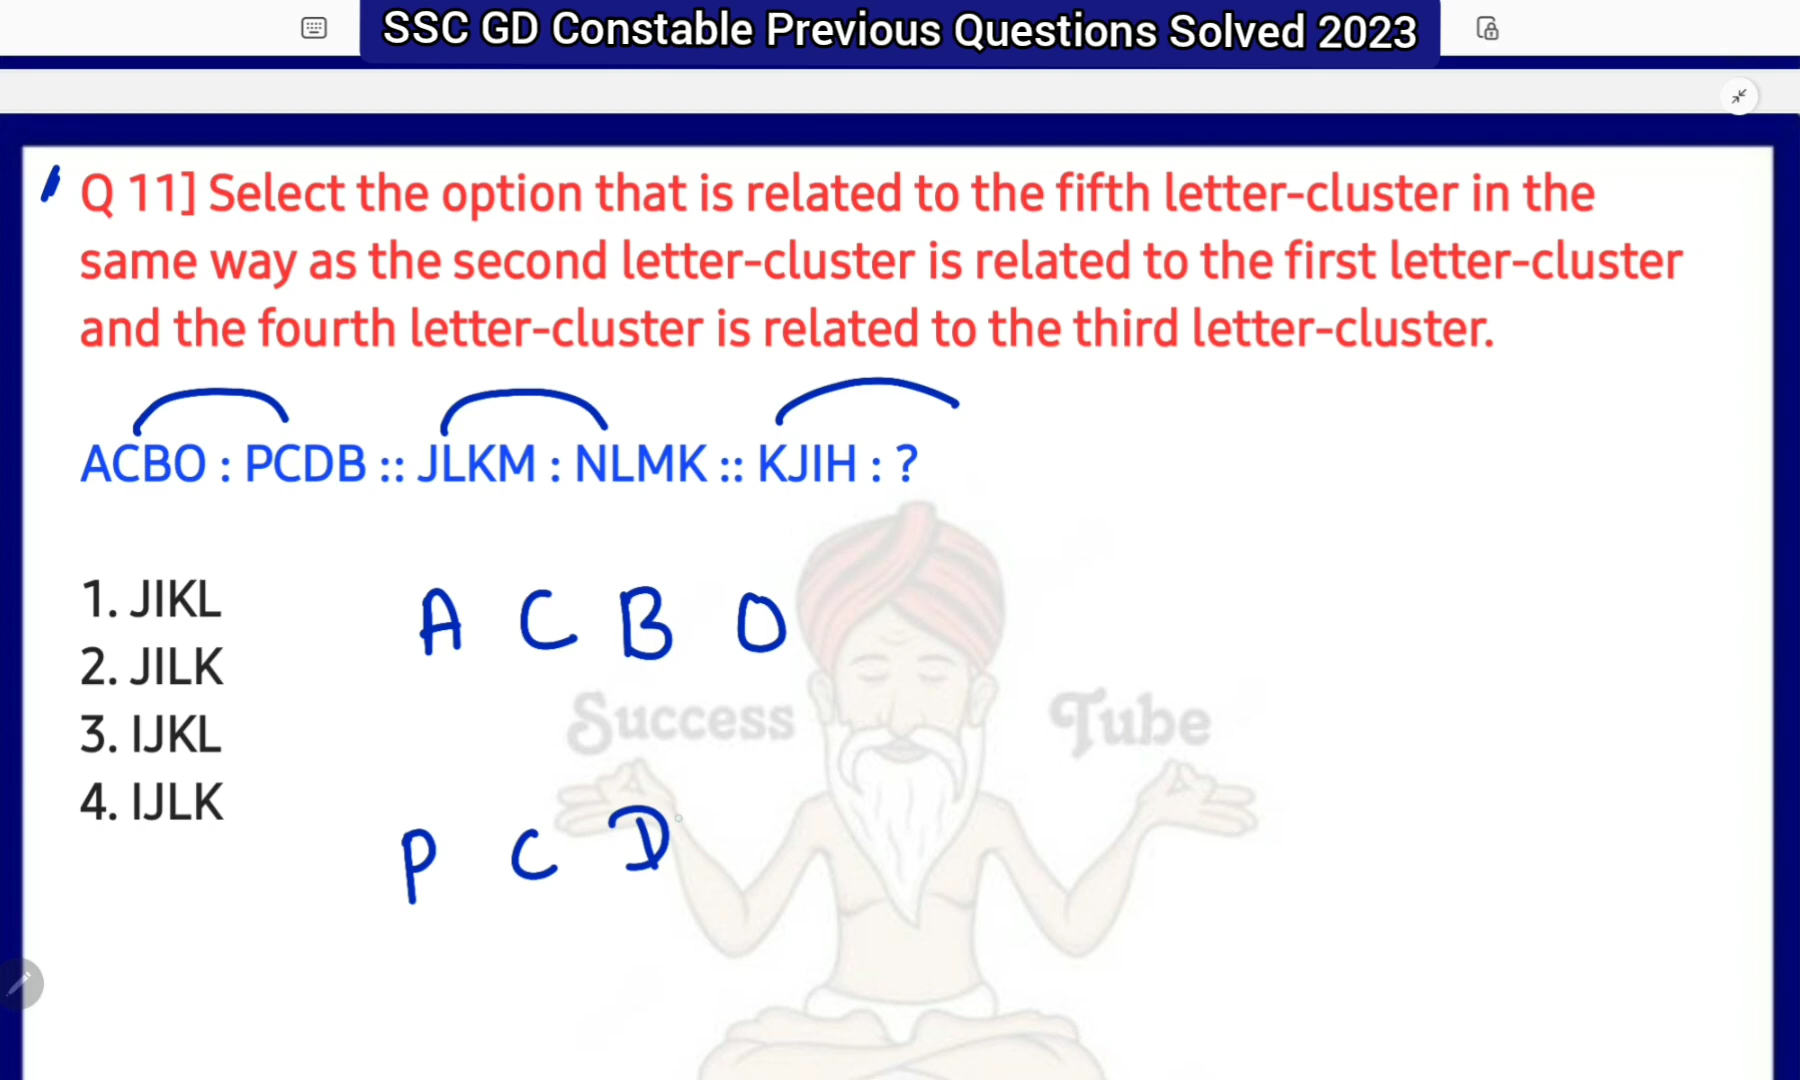 SSC GD Constable Previous Questions Solved 2023
Q 11] Select the option that is related to the fifth letter-cluster in the
same way as the second letter-cluster is related to the first letter-cluster
and the fourth letter-cluster is related to the third letter-cluster.
ACBO : PCDB :: JLKM : NLMK :: KJIH : ?
1. JIKL
2. JILK
3. IJKL
4. IJLK
A C B O
Success Tube
P C D